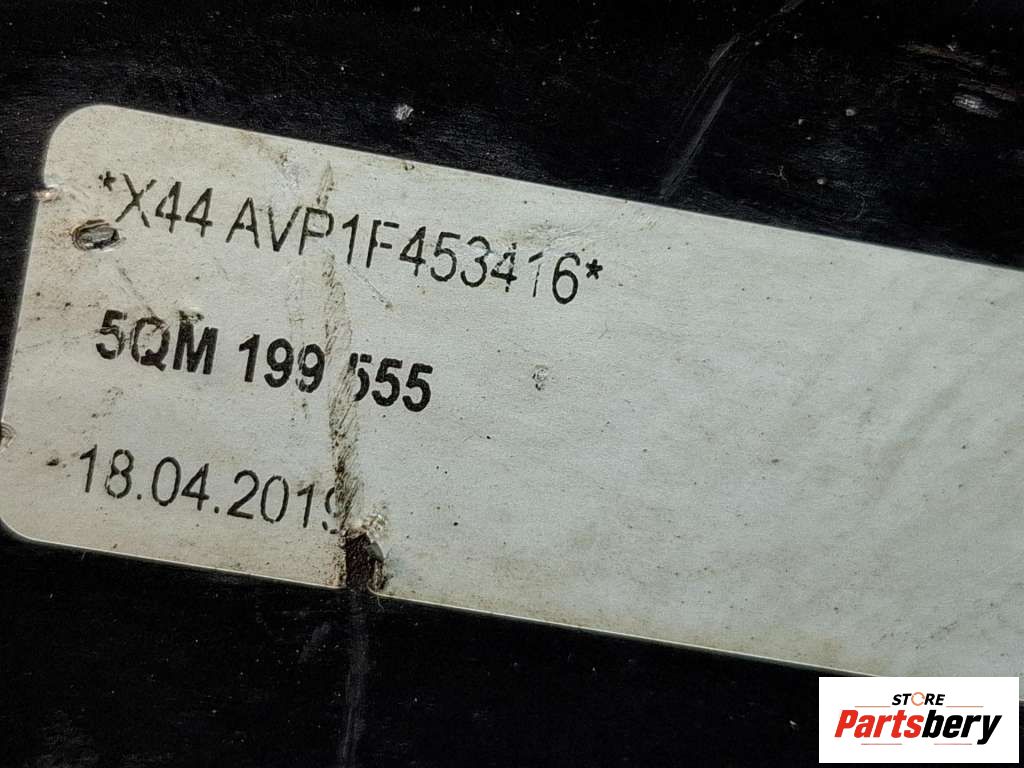 *X44 AVP1F453416*
5QM 199 555
18.04.2019
STORE
Partsbery